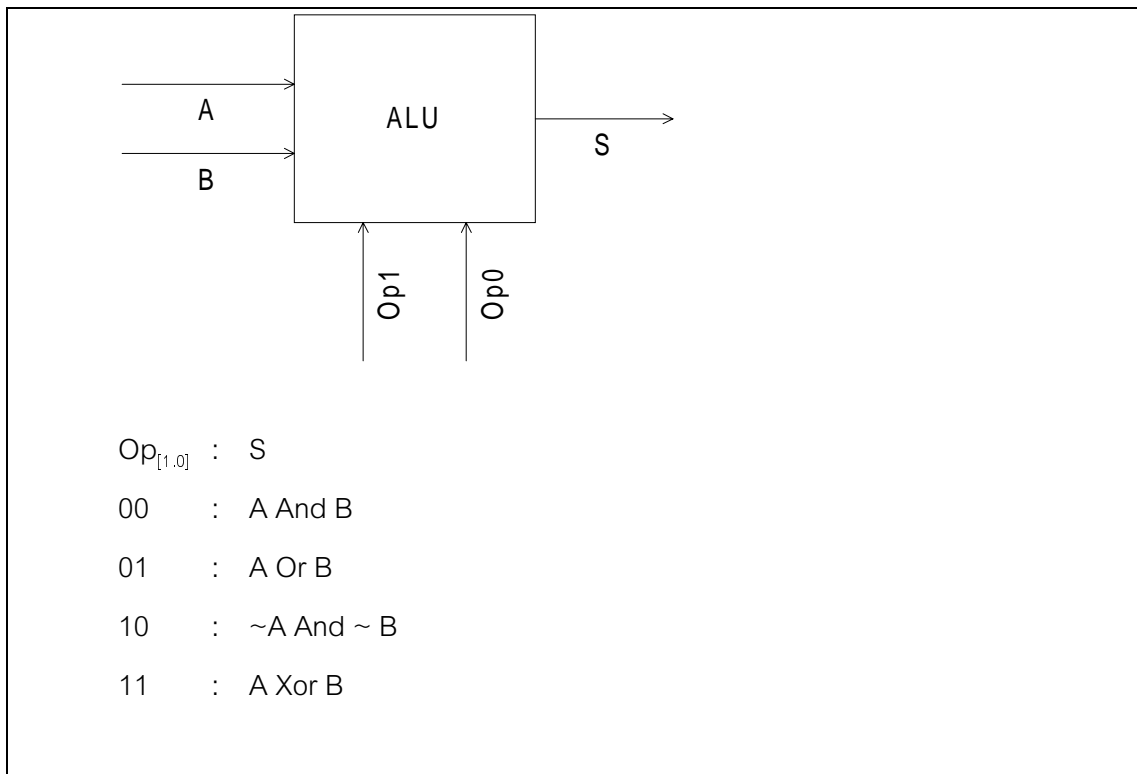 A
ALU
S
B
Op1
Op0
Op[1.0] : S
00 : A And B
01 : A Or B
10 : ~A And ~ B
11 : A Xor B